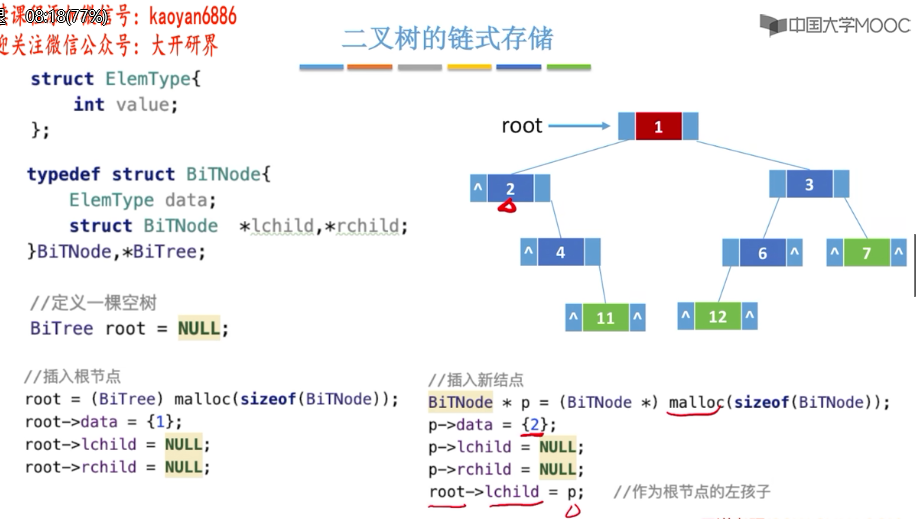 08:18(77%)
信号：kaoyan6886
迎关注微信公众号：大开研界
中国大学MOOC
二叉树的链式存储
struct ElemType{
    int value;
};
typedef struct BiTNode{
    ElemType data;
    struct BiTNode  *lchild,*rchild;
}BiTNode,*BiTree;
//定义一棵空树
BiTree root = NULL;
//插入根节点
root = (BiTree) malloc(sizeof(BiTNode));
root->data = {1};
root->lchild = NULL;
root->rchild = NULL;
root
1
^ 2
3
^ 4
6 ^
^ 7 ^
^ 11 ^
^ 12 ^
//插入新结点
BiTNode * p = (BiTNode *) malloc(sizeof(BiTNode));
p->data = {2};
p->lchild = NULL;
p->rchild = NULL;
root->lchild = p;  //作为根节点的左孩子